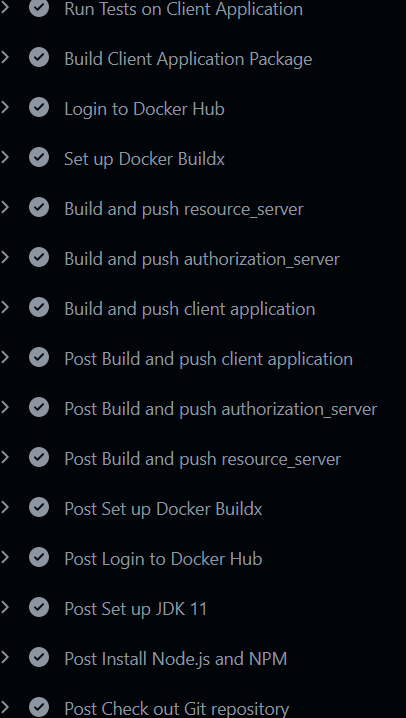 Run Tests on Client Application
Build Client Application Package
Login to Docker Hub
Set up Docker Buildx
Build and push resource_server
Build and push authorization_server
Build and push client application
Post Build and push client application
Post Build and push authorization_server
Post Build and push resource_server
Post Set up Docker Buildx
Post Login to Docker Hub
Post Set up JDK 11
Post Install Node.js and NPM
Post Check out Git repository